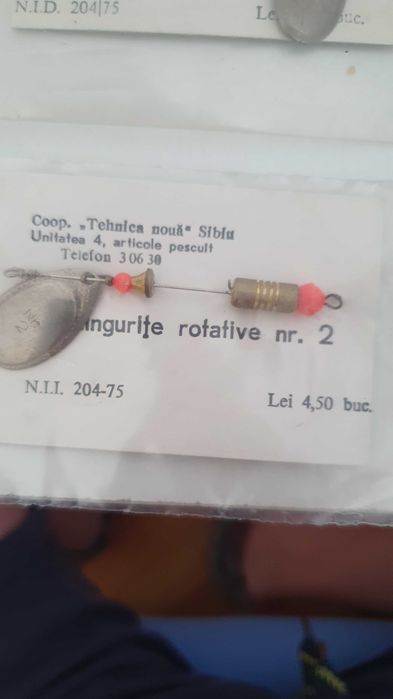 N.I.D. 204|75
buc.
Coop. „Tehnica nouă“ Sibiu
Unitatea 4, articole pescuit
Telefon 3 06 30
ingurițe rotative nr. 2
N.I.I. 204-75
Lei 4,50 buc.